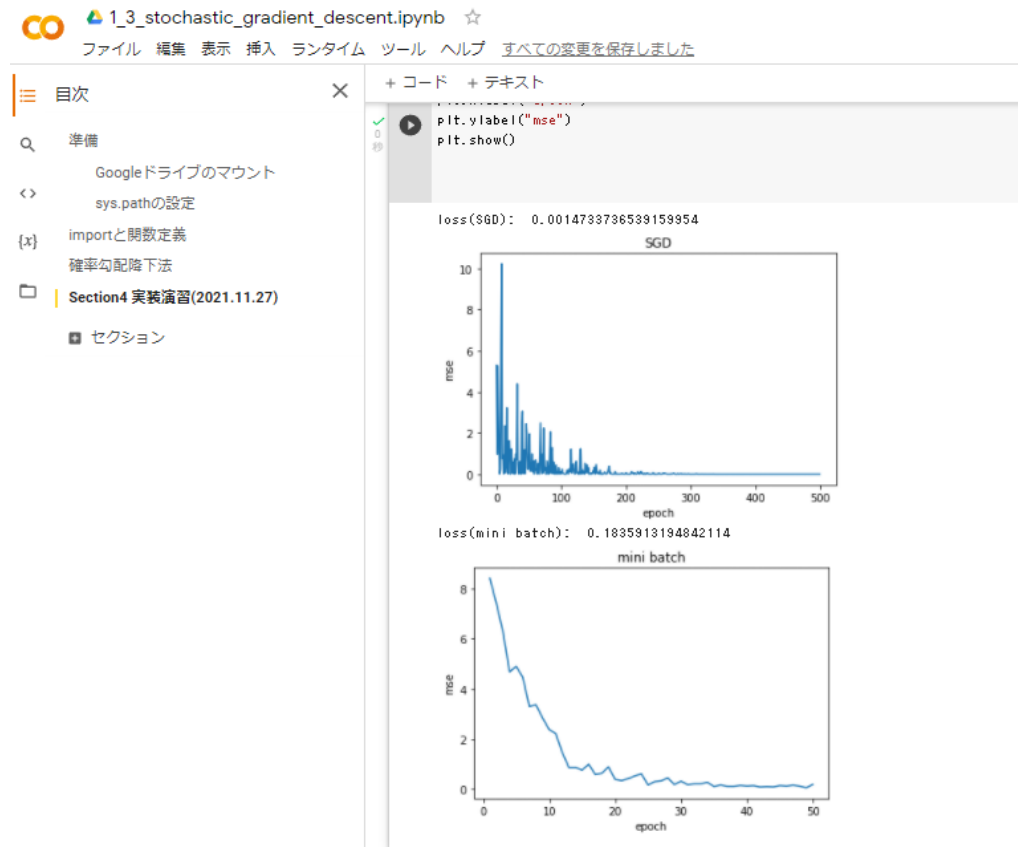 1_3_stochastic_gradient_descent.ipynb
ファイル 編集 表示 挿入 ランタイム ツール ヘルプ すべての変更を保存しました
目次
準備
Googleドライブのマウント
sys.pathの設定
importと関数定義
確率勾配降下法
Section4 実装演習(2021.11.27)
セクション
{x}
+ コード + テキスト
0
秒
plt.ylabel("mse")
plt.show()
loss(SGD): 0.0014733736539159954
SGD
10
8
6
4
2
0
mse
0 100 200 300 400 500
epoch
loss(mini batch): 0.1835913194842114
mini batch
8
6
4
2
0
mse
0 10 20 30 40 50
epoch